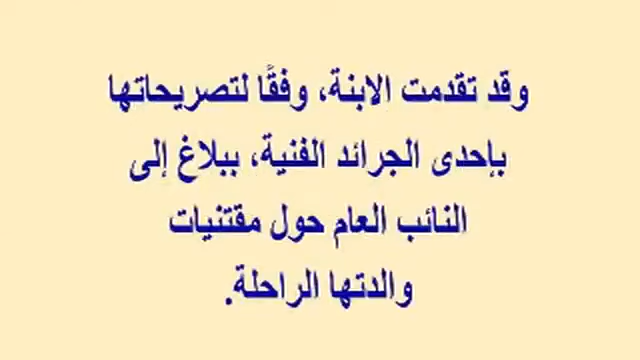 وقد تقدمت الابنة، وفقًا لتصريحاتها
بإحدى الجرائد الفنية، ببلاغ إلى
النائب العام حول مقتنيات
والدتها الراحلة.